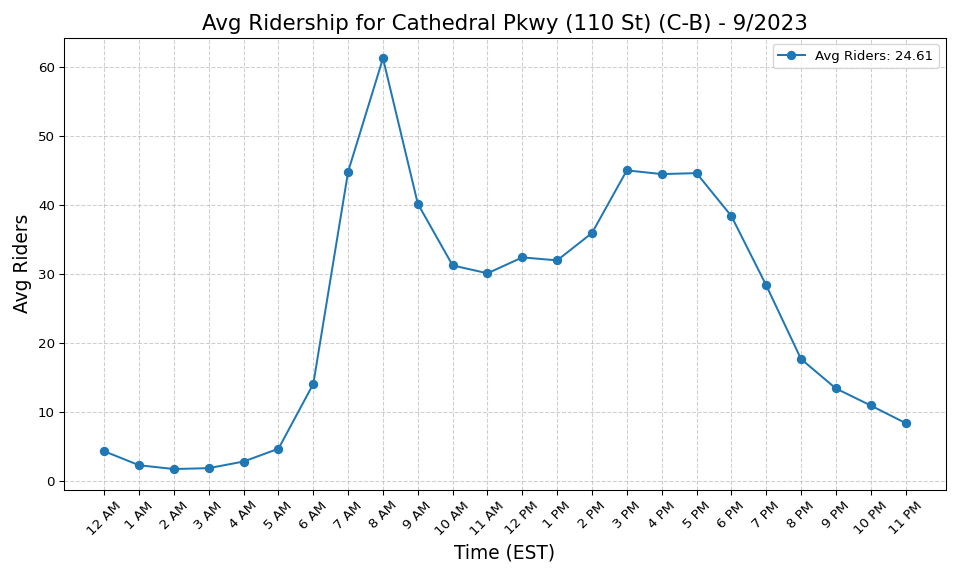 Avg Ridership for Cathedral Pkwy (110 St) (C-B) - 9/2023
Avg Riders: 24.61
Avg Riders
60
50
40
30
20
10
0
12 AM
1 AM
2 AM
3 AM
4 AM
5 AM
6 AM
7 AM
8 AM
9 AM
10 AM
11 AM
12 PM
1 PM
2 PM
3 PM
4 PM
5 PM
6 PM
7 PM
8 PM
9 PM
10 PM
11 PM
Time (EST)